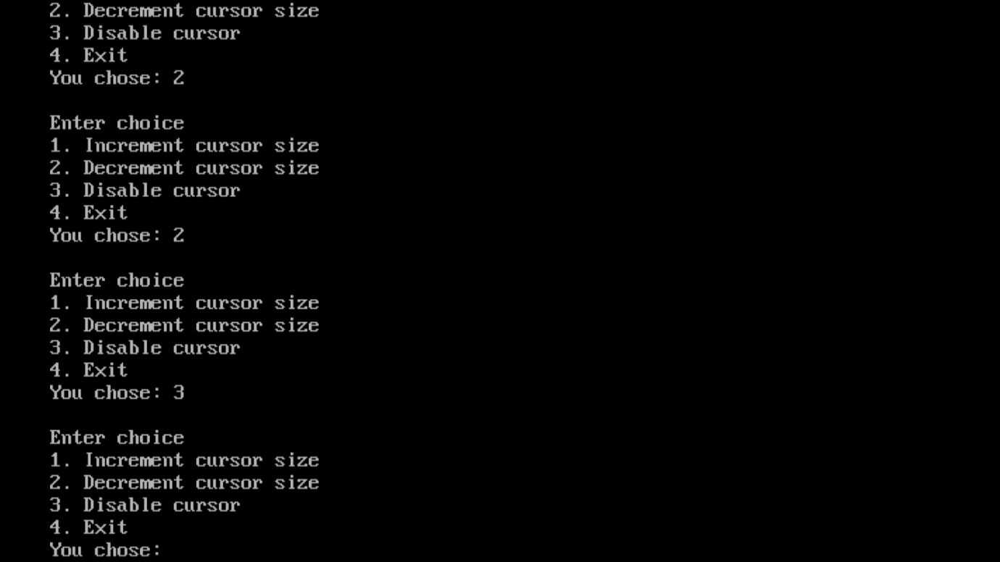 2. Decrement cursor size
3. Disable cursor
4. Exit
You chose: 2
Enter choice
1. Increment cursor size
2. Decrement cursor size
3. Disable cursor
4. Exit
You chose: 2
Enter choice
1. Increment cursor size
2. Decrement cursor size
3. Disable cursor
4. Exit
You chose: 3
Enter choice
1. Increment cursor size
2. Decrement cursor size
3. Disable cursor
4. Exit
You chose: